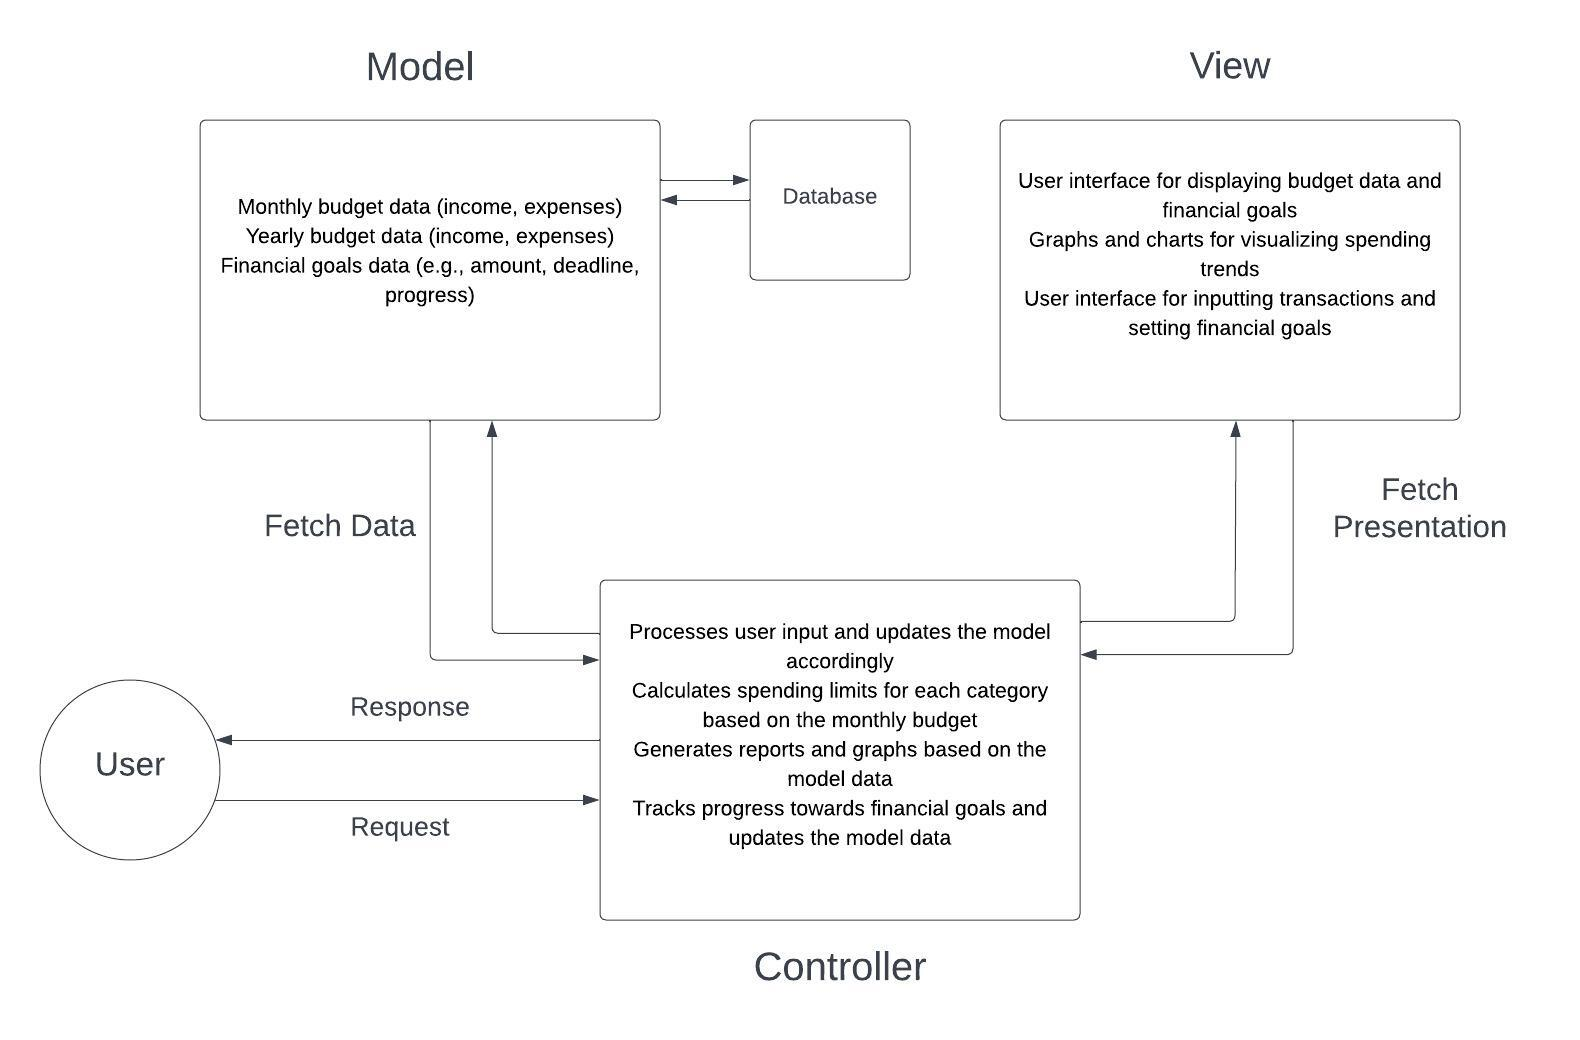 Model
View
Monthly budget data (income, expenses)
Yearly budget data (income, expenses)
Financial goals data (e.g., amount, deadline,
progress)
Database
User interface for displaying budget data and
financial goals
Graphs and charts for visualizing spending
trends
User interface for inputting transactions and
setting financial goals
Fetch Data
Fetch
Presentation
Processes user input and updates the model
accordingly
Calculates spending limits for each category
based on the monthly budget
Generates reports and graphs based on the
model data
Tracks progress towards financial goals and
updates the model data
Response
User
Request
Controller